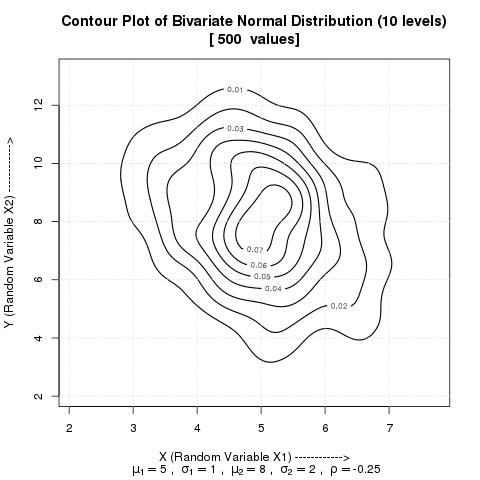 Contour Plot of Bivariate Normal Distribution (10 levels)
[ 500 values]
Y (Random Variable X2) ------------>
12
10
8
6
4
2
0.01
0.03
0.07
0.06
0.05
0.04
0.02
2 3 4 5 6 7
X (Random Variable X1) ------------>
μ₁ = 5 , σ₁ = 1 , μ₂ = 8 , σ₂ = 2 , ρ = -0.25